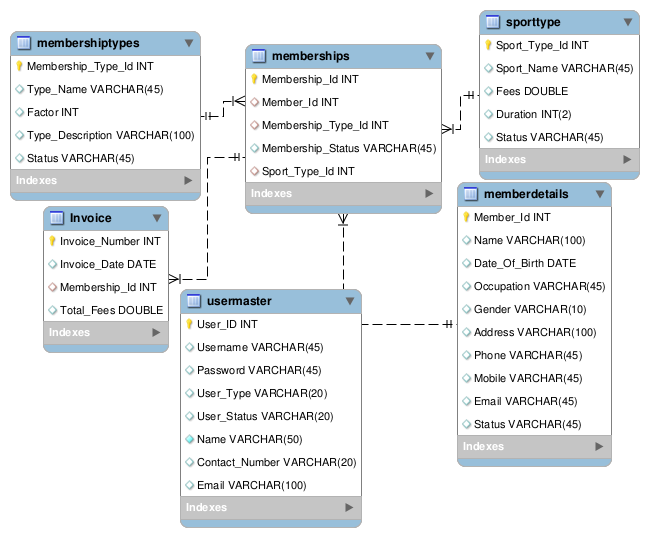 membershiptypes
Membership_Type_Id INT
Type_Name VARCHAR(45)
Factor INT
Type_Description VARCHAR(100)
Status VARCHAR(45)
Indexes
memberships
Membership_Id INT
Member_Id INT
Membership_Type_Id INT
Membership_Status VARCHAR(45)
Sport_Type_Id INT
Indexes
sporttype
Sport_Type_Id INT
Sport_Name VARCHAR(45)
Fees DOUBLE
Duration INT(2)
Status VARCHAR(45)
Indexes
Invoice
Invoice_Number INT
Invoice_Date DATE
Membership_Id INT
Total_Fees DOUBLE
Indexes
usermaster
User_ID INT
Username VARCHAR(45)
Password VARCHAR(45)
User_Type VARCHAR(20)
User_Status VARCHAR(20)
Name VARCHAR(50)
Contact_Number VARCHAR(20)
Email VARCHAR(100)
Indexes
memberdetails
Member_Id INT
Name VARCHAR(100)
Date_Of_Birth DATE
Occupation VARCHAR(45)
Gender VARCHAR(10)
Address VARCHAR(100)
Phone VARCHAR(45)
Mobile VARCHAR(45)
Email VARCHAR(45)
Status VARCHAR(45)
Indexes